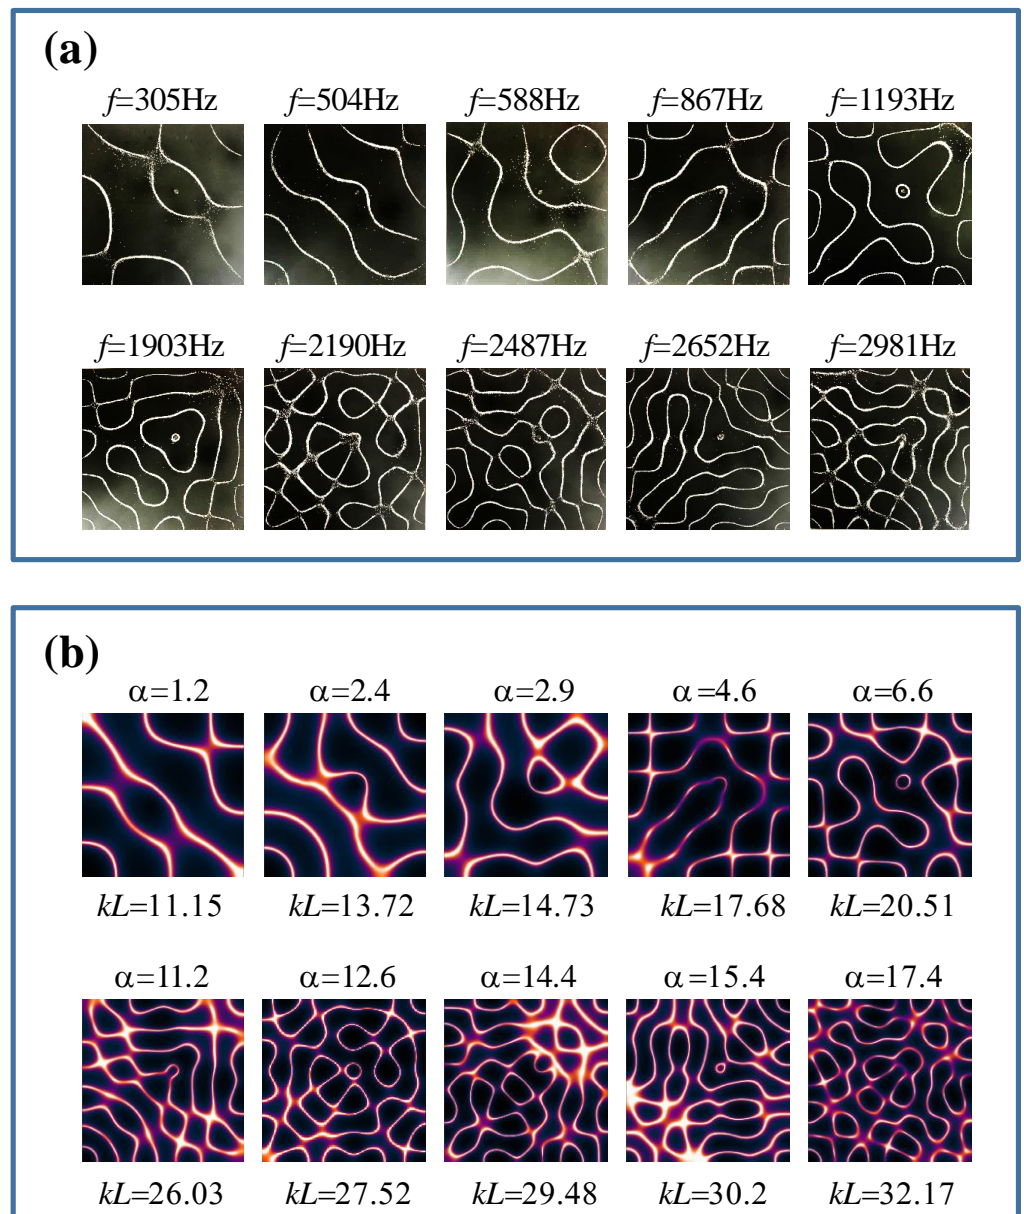 (a)
f=305Hz f=504Hz f=588Hz f=867Hz f=1193Hz
f=1903Hz f=2190Hz f=2487Hz f=2652Hz f=2981Hz
(b)
α=1.2 α=2.4 α=2.9 α=4.6 α=6.6
kL=11.15 kL=13.72 kL=14.73 kL=17.68 kL=20.51
α=11.2 α=12.6 α=14.4 α=15.4 α=17.4
kL=26.03 kL=27.52 kL=29.48 kL=30.2 kL=32.17